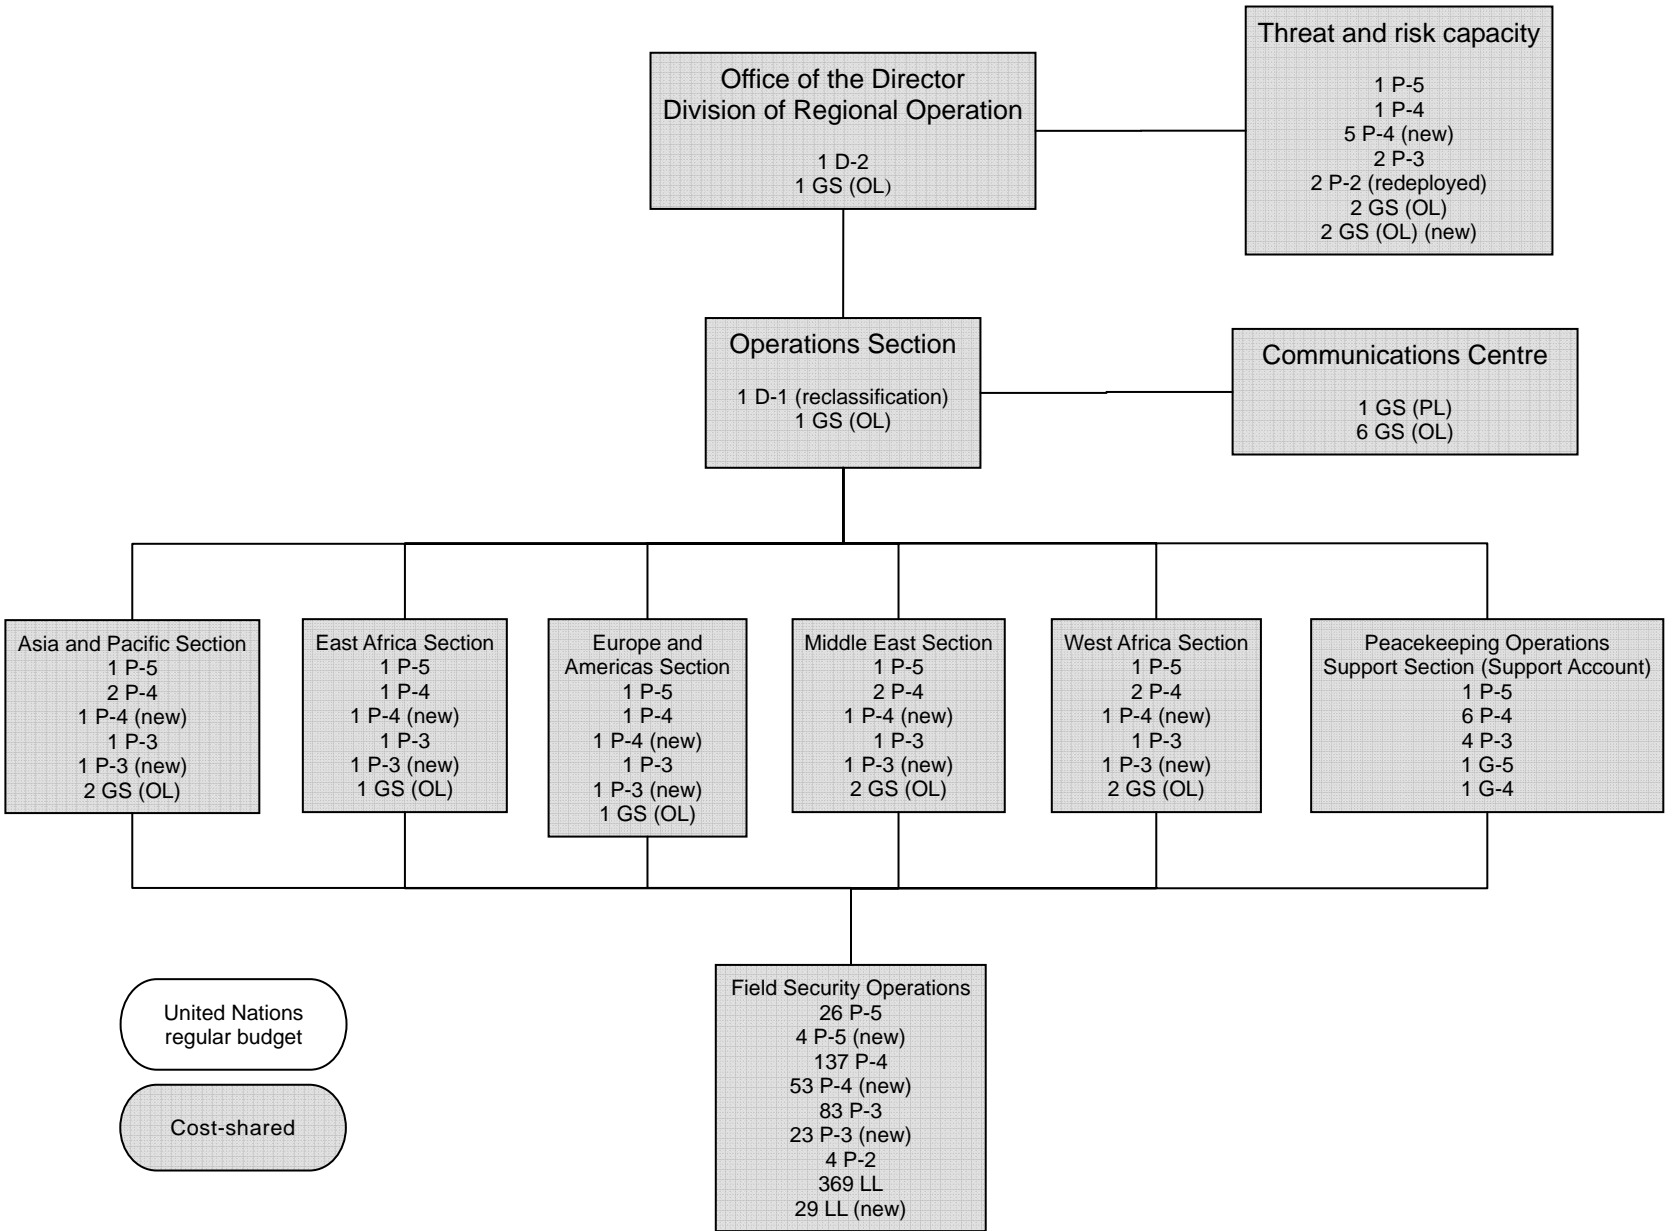 Threat and risk capacity
1 P-5
1 P-4
5 P-4 (new)
2 P-3
2 P-2 (redeployed)
2 GS (OL)
2 GS (OL) (new)
Office of the Director
Division of Regional Operation
1 D-2
1 GS (OL)
Operations Section
1 D-1 (reclassification)
1 GS (OL)
Communications Centre
1 GS (PL)
6 GS (OL)
Asia and Pacific Section
1 P-5
2 P-4
1 P-4 (new)
1 P-3
1 P-3 (new)
2 GS (OL)
East Africa Section
1 P-5
1 P-4
1 P-4 (new)
1 P-3
1 P-3 (new)
1 GS (OL)
Europe and
Americas Section
1 P-5
1 P-4
1 P-4 (new)
1 P-3
1 P-3 (new)
1 GS (OL)
Middle East Section
1 P-5
2 P-4
1 P-4 (new)
1 P-3
1 P-3 (new)
2 GS (OL)
West Africa Section
1 P-5
2 P-4
1 P-4 (new)
1 P-3
1 P-3 (new)
2 GS (OL)
Peacekeeping Operations
Support Section (Support Account)
1 P-5
6 P-4
4 P-3
1 G-5
1 G-4
Field Security Operations
26 P-5
4 P-5 (new)
137 P-4
53 P-4 (new)
83 P-3
23 P-3 (new)
4 P-2
369 LL
29 LL (new)
United Nations
regular budget
Cost-shared